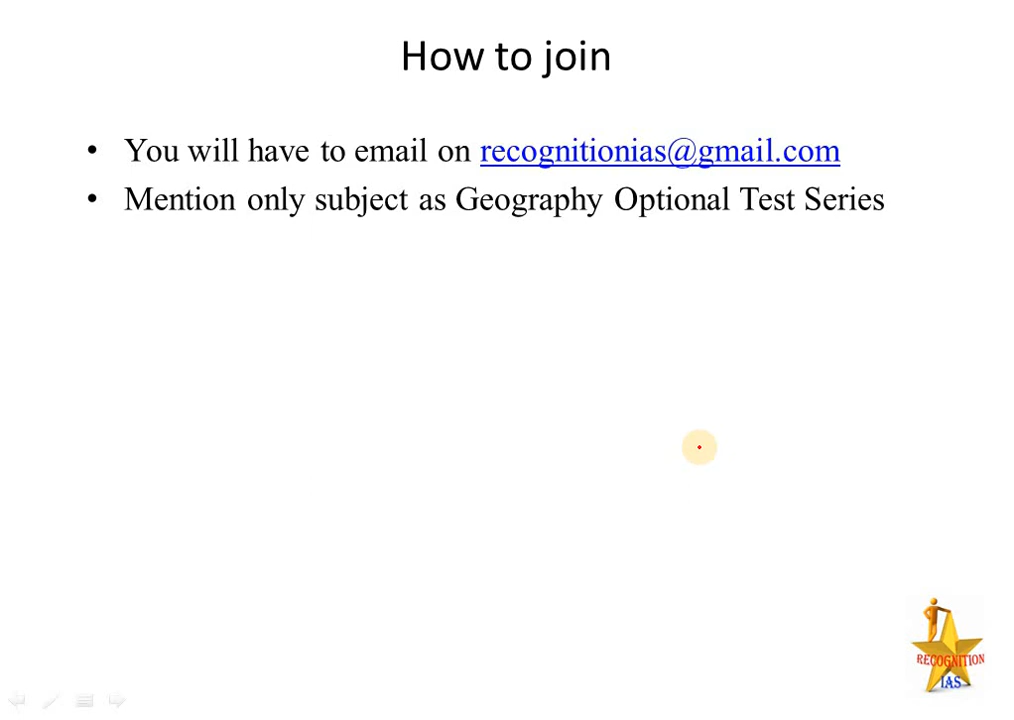 How to join
• You will have to email on recognitionias@gmail.com
• Mention only subject as Geography Optional Test Series
RECOGNITION
IAS